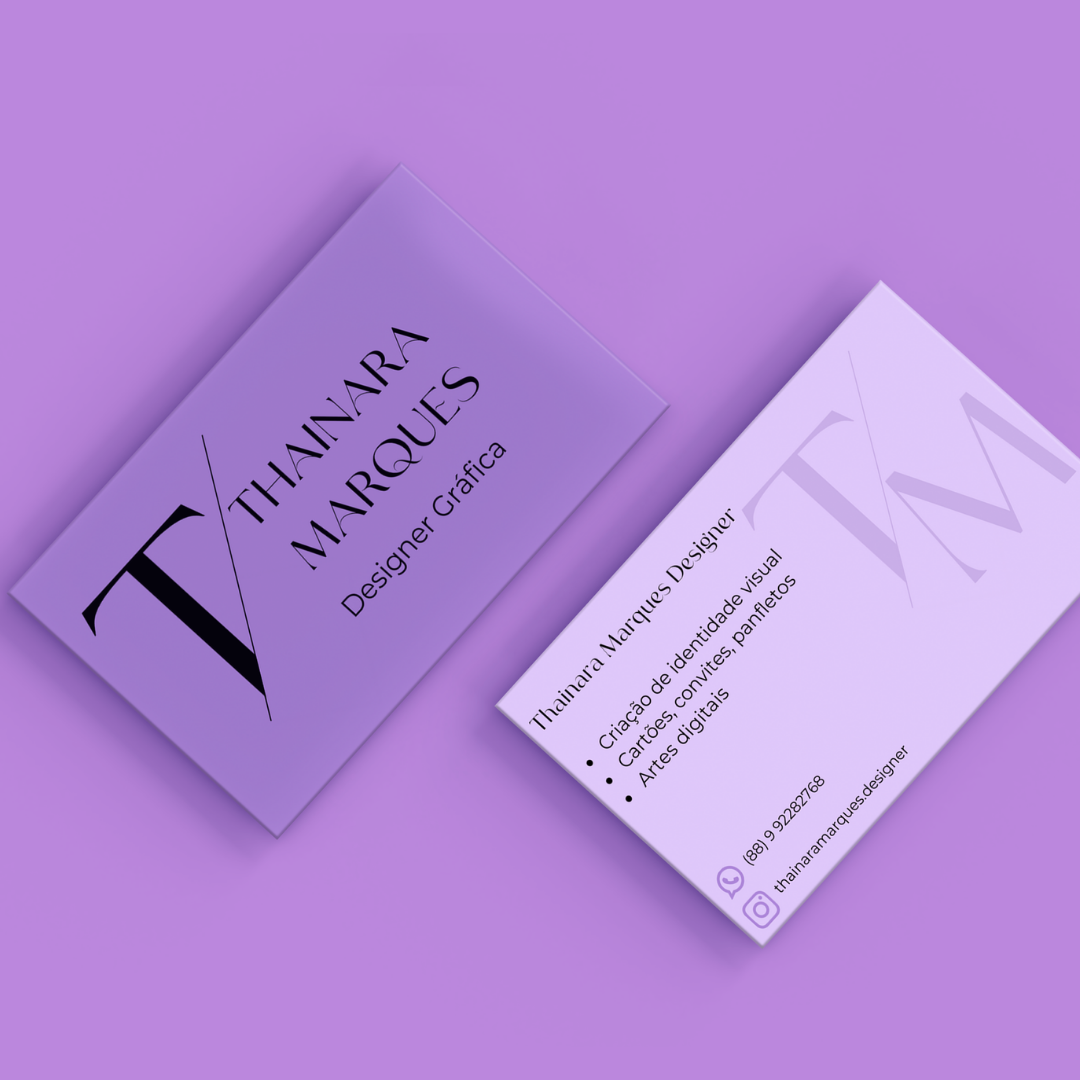 T
THAINARA
MARQUES
Designer Gráfica
TM
Thainara Marques Designer
• Criação de identidade visual
• Cartões, convites, panfletos
• Artes digitais
(88) 9 92282768
thainaramarques.designer